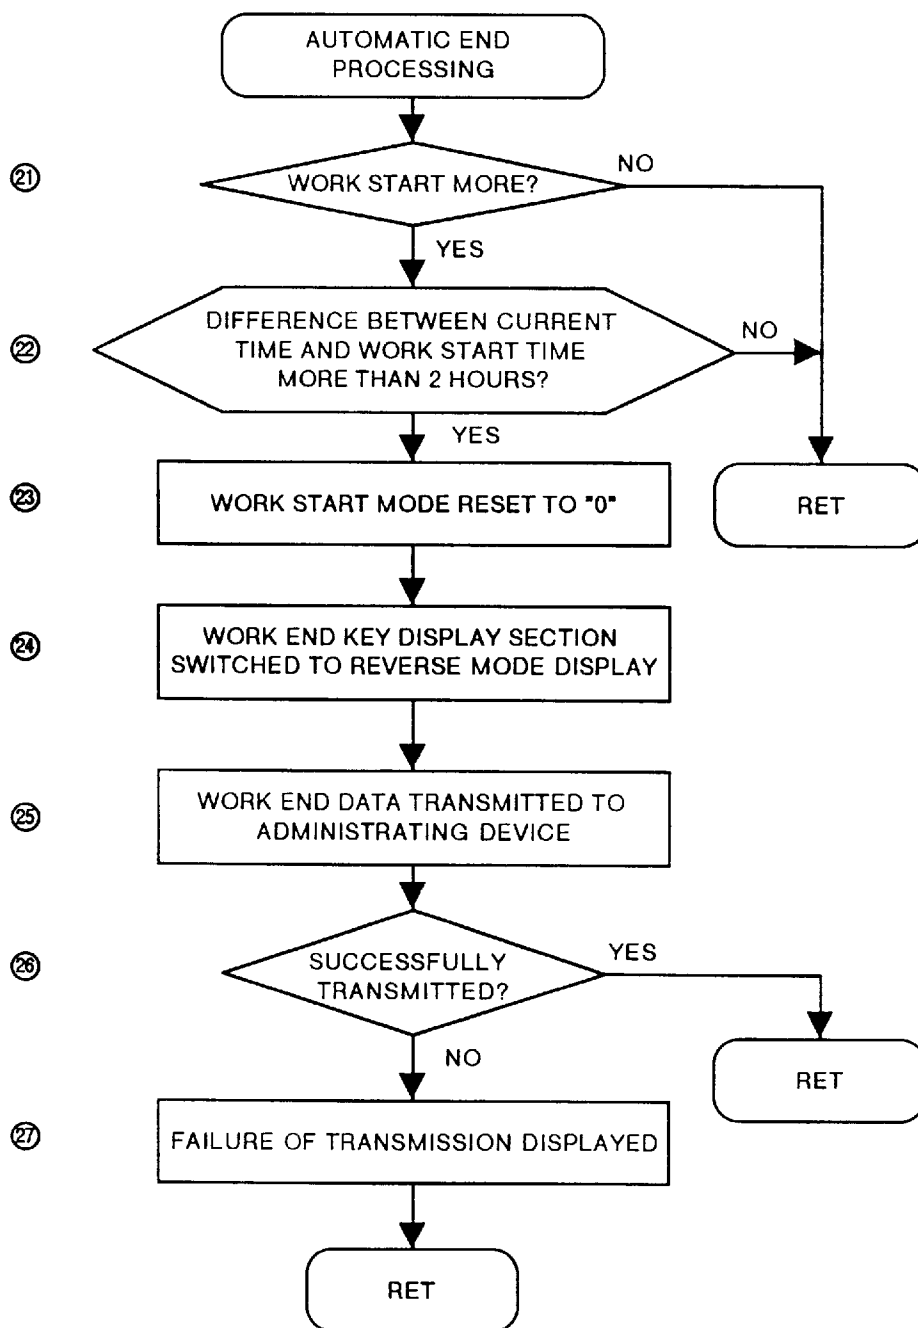 AUTOMATIC END
PROCESSING
㉑
WORK START MORE?
NO
YES
㉒
DIFFERENCE BETWEEN CURRENT
TIME AND WORK START TIME
MORE THAN 2 HOURS?
NO
YES
㉓
WORK START MODE RESET TO "0"
RET
㉔
WORK END KEY DISPLAY SECTION
SWITCHED TO REVERSE MODE DISPLAY
㉕
WORK END DATA TRANSMITTED TO
ADMINISTRATING DEVICE
㉖
SUCCESSFULLY
TRANSMITTED?
YES
NO
RET
㉗
FAILURE OF TRANSMISSION DISPLAYED
RET